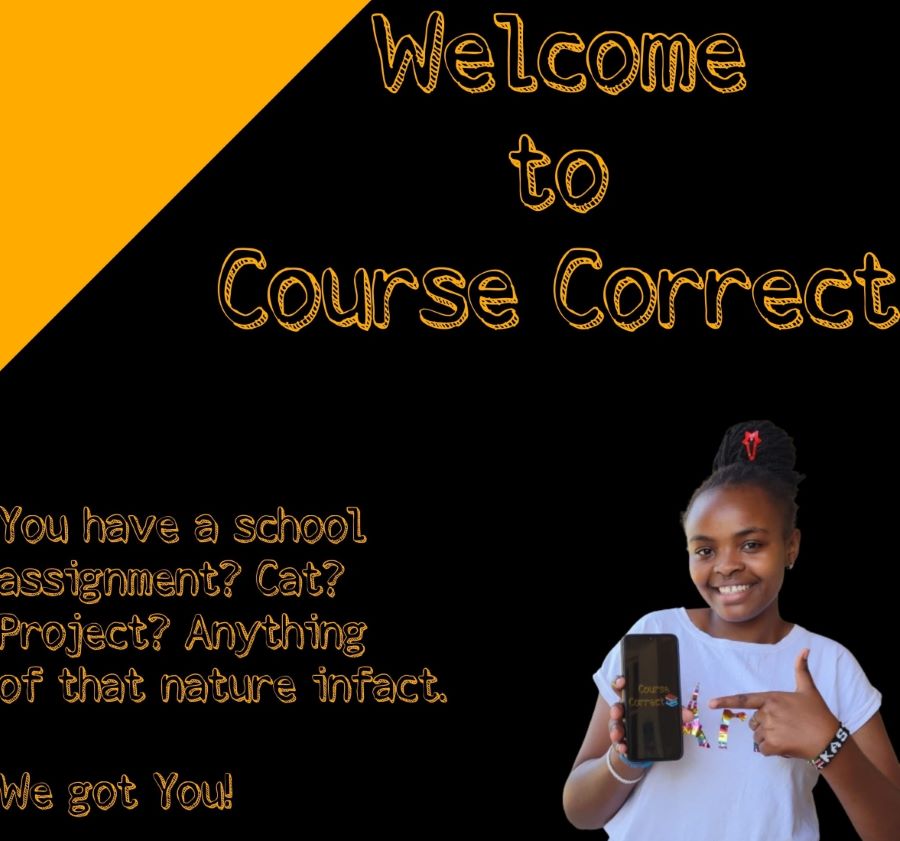 Welcome
to
Course Correct
You have a school
assignment? Cat?
Project? Anything
of that nature infact.
We got You!
Course
Correct
KAS